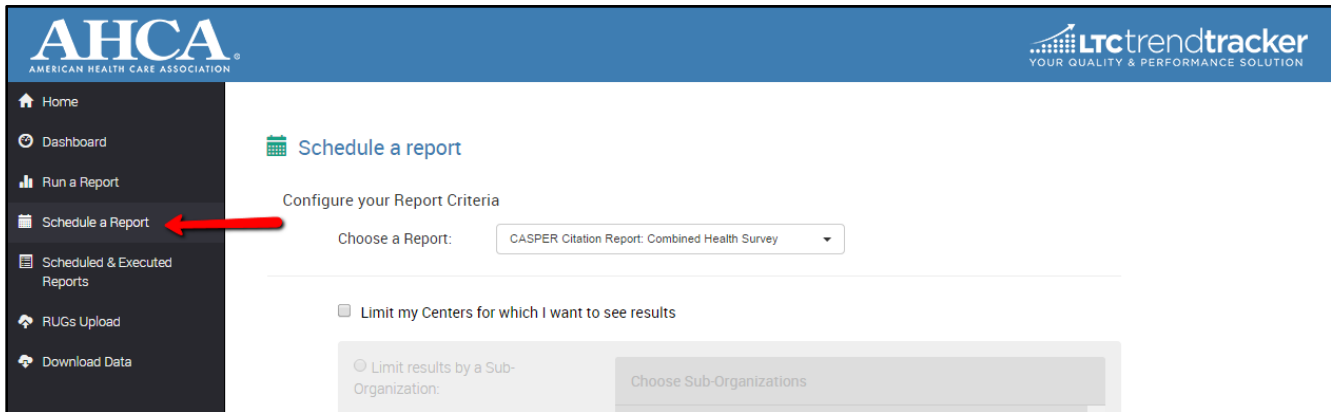 AHCA®
AMERICAN HEALTH CARE ASSOCIATION
LTC trendtracker
YOUR QUALITY & PERFORMANCE SOLUTION
Home
Dashboard
Run a Report
Schedule a Report
Scheduled & Executed
Reports
RUGs Upload
Download Data
Schedule a report
Configure your Report Criteria
Choose a Report:
CASPER Citation Report: Combined Health Survey
Limit my Centers for which I want to see results
Limit results by a Sub-
Organization:
Choose Sub-Organizations